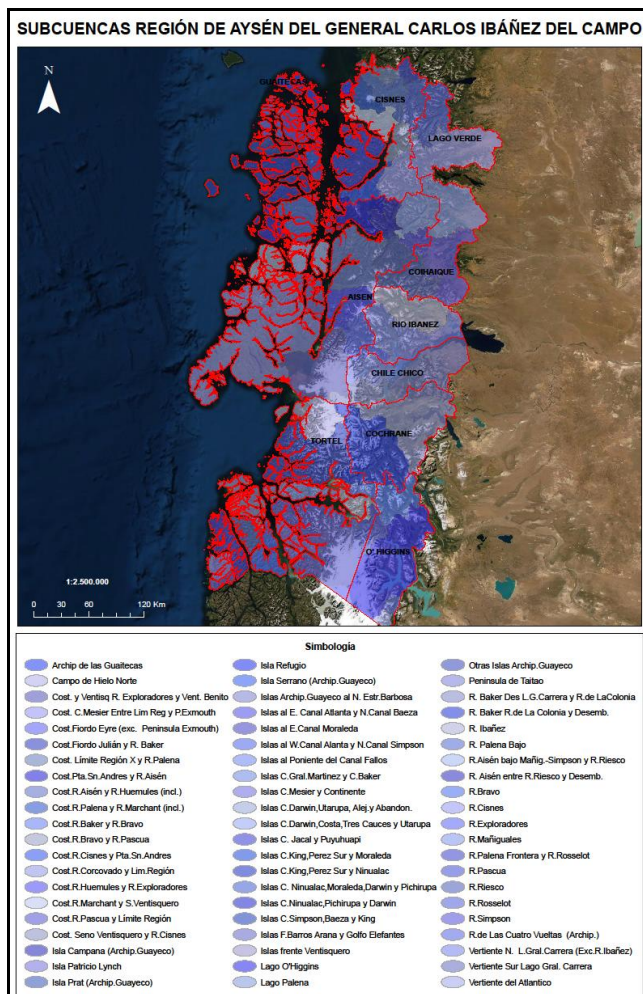 SUBCUENCAS REGIÓN DE AYSÉN DEL GENERAL CARLOS IBÁÑEZ DEL CAMPO
N
GUAITECAS
CISNES
LAGO VERDE
COIHAIQUE
AISEN
RIO IBANEZ
CHILE CHICO
COCHRANE
TORTEL
O' HIGGINS
1:2.500.000
0 30 60 120 Km
Simbología
Archip de las Guaitecas
Campo de Hielo Norte
Cost. y Ventisq R. Exploradores y Vent. Benito
Cost. C.Mesier Entre Lim Reg y P.Exmouth
Cost.Fiordo Eyre (exc. Peninsula Exmouth)
Cost.Fiordo Julián y R. Baker
Cost. Límite Región X y R.Palena
Cost.Pta.Sn.Andres y R.Aisén
Cost.R.Aisén y R.Huemules (incl.)
Cost.R.Palena y R.Marchant (incl.)
Cost.R.Baker y R.Bravo
Cost.R.Bravo y R.Pascua
Cost.R.Cisnes y Pta.Sn.Andres
Cost.R.Corcovado y Lim.Región
Cost.R.Huemules y R.Exploradores
Cost.R.Marchant y S.Ventisquero
Cost.R.Pascua y Límite Región
Cost. Seno Ventisquero y R.Cisnes
Isla Campana (Archip.Guayeco)
Isla Patricio Lynch
Isla Prat (Archip.Guayeco)
Isla Refugio
Isla Serrano (Archip.Guayeco)
Islas Archip.Guayeco al N. Estr.Barbosa
Islas al E. Canal Atlanta y N.Canal Baeza
Islas al E.Canal Moraleda
Islas al W.Canal Alanta y N.Canal Simpson
Islas al Poniente del Canal Fallos
Islas C.Gral.Martinez y C.Baker
Islas C.Mesier y Continente
Islas C.Darwin,Utarupa, Alej.y Abandon.
Islas C.Darwin,Costa,Tres Cauces y Utarupa
Islas C. Jacal y Puyuhuapi
Islas C.King,Perez Sur y Moraleda
Islas C.King,Perez Sur y Ninualac
Islas C. Ninualac,Moraleda,Darwin y Pichirupa
Islas C.Ninualac,Pichirupa y Darwin
Islas C.Simpson,Baeza y King
Islas F.Barros Arana y Golfo Elefantes
Islas frente Ventisquero
Lago O'Higgins
Lago Palena
Otras Islas Archip.Guayeco
Peninsula de Taitao
R. Baker Des L.G.Carrera y R.de LaColonia
R. Baker R.de La Colonia y Desemb.
R. Ibañez
R. Palena Bajo
R.Aisén bajo Mañig.-Simpson y R.Riesco
R. Aisén entre R.Riesco y Desemb.
R.Bravo
R.Cisnes
R.Exploradores
R.Mañiguales
R.Palena Frontera y R.Rosselot
R.Pascua
R.Riesco
R.Rosselot
R.Simpson
R.de Las Cuatro Vueltas (Archip.)
Vertiente N. L.Gral.Carrera (Exc.R.Ibañez)
Vertiente Sur Lago Gral. Carrera
Vertiente del Atlantico